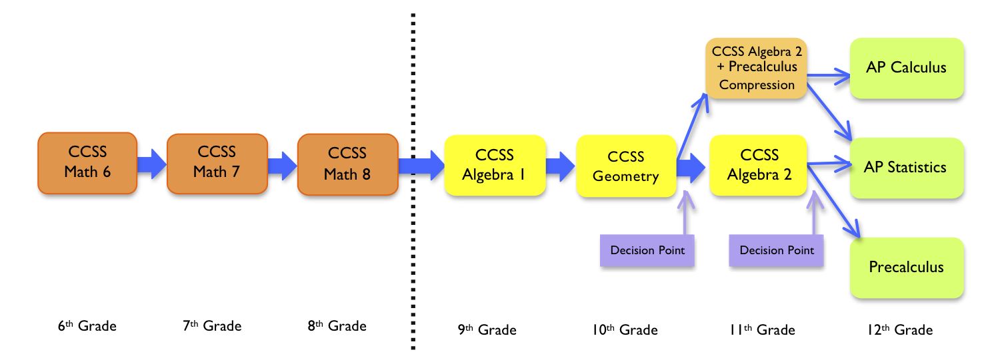 CCSS
Math 6
CCSS
Math 7
CCSS
Math 8
CCSS
Algebra 1
CCSS
Geometry
CCSS Algebra 2
+ Precalculus
Compression
CCSS
Algebra 2
AP Calculus
AP Statistics
Precalculus
Decision Point
Decision Point
6th Grade
7th Grade
8th Grade
9th Grade
10th Grade
11th Grade
12th Grade